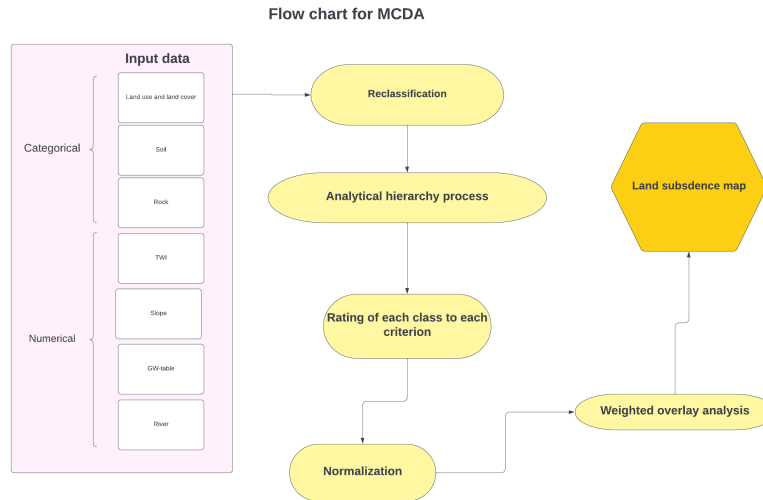 Flow chart for MCDA
Input data
Categorical
Land use and land cover
Soil
Rock
Numerical
TWI
Slope
GW-table
River
Reclassification
Analytical hierarchy process
Rating of each class to each
criterion
Normalization
Weighted overlay analysis
Land subsdence map